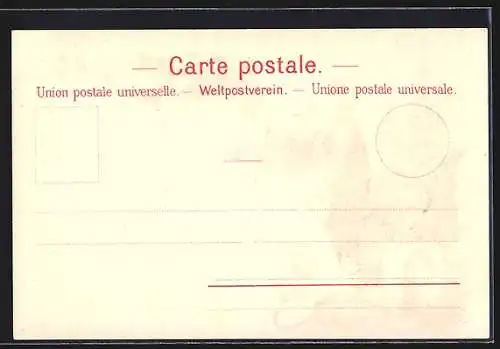 — Carte postale. —
Union postale universelle. — Weltpostverein. — Unione postale universale.